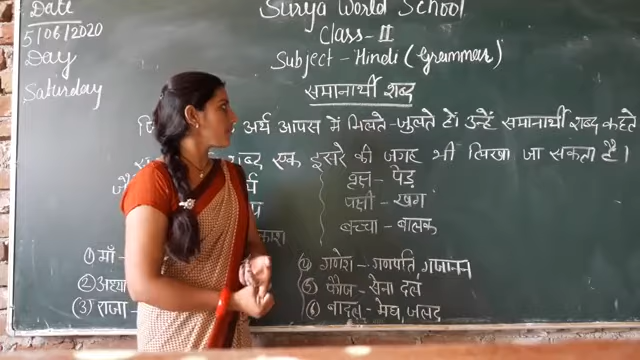 Date
5/06/2020
Day
Saturday
Surya World School
Class - II
Subject - Hindi (Grammar)
समानार्थी शब्द
अर्थ आपस में मिलते-जुलते हैं। उन्हें समानार्थी शब्द कहते
शब्द एक दूसरे की जगह भी लिखा जा सकता है।
वृक्ष - पेड़
पक्षी - खग
बच्चा - बालक
① माँ -
②
(3) राजा -
④ गणेश - गणपति गजानन
⑤ फौज - सेना दल
⑥ बादल - मेघ, जलद